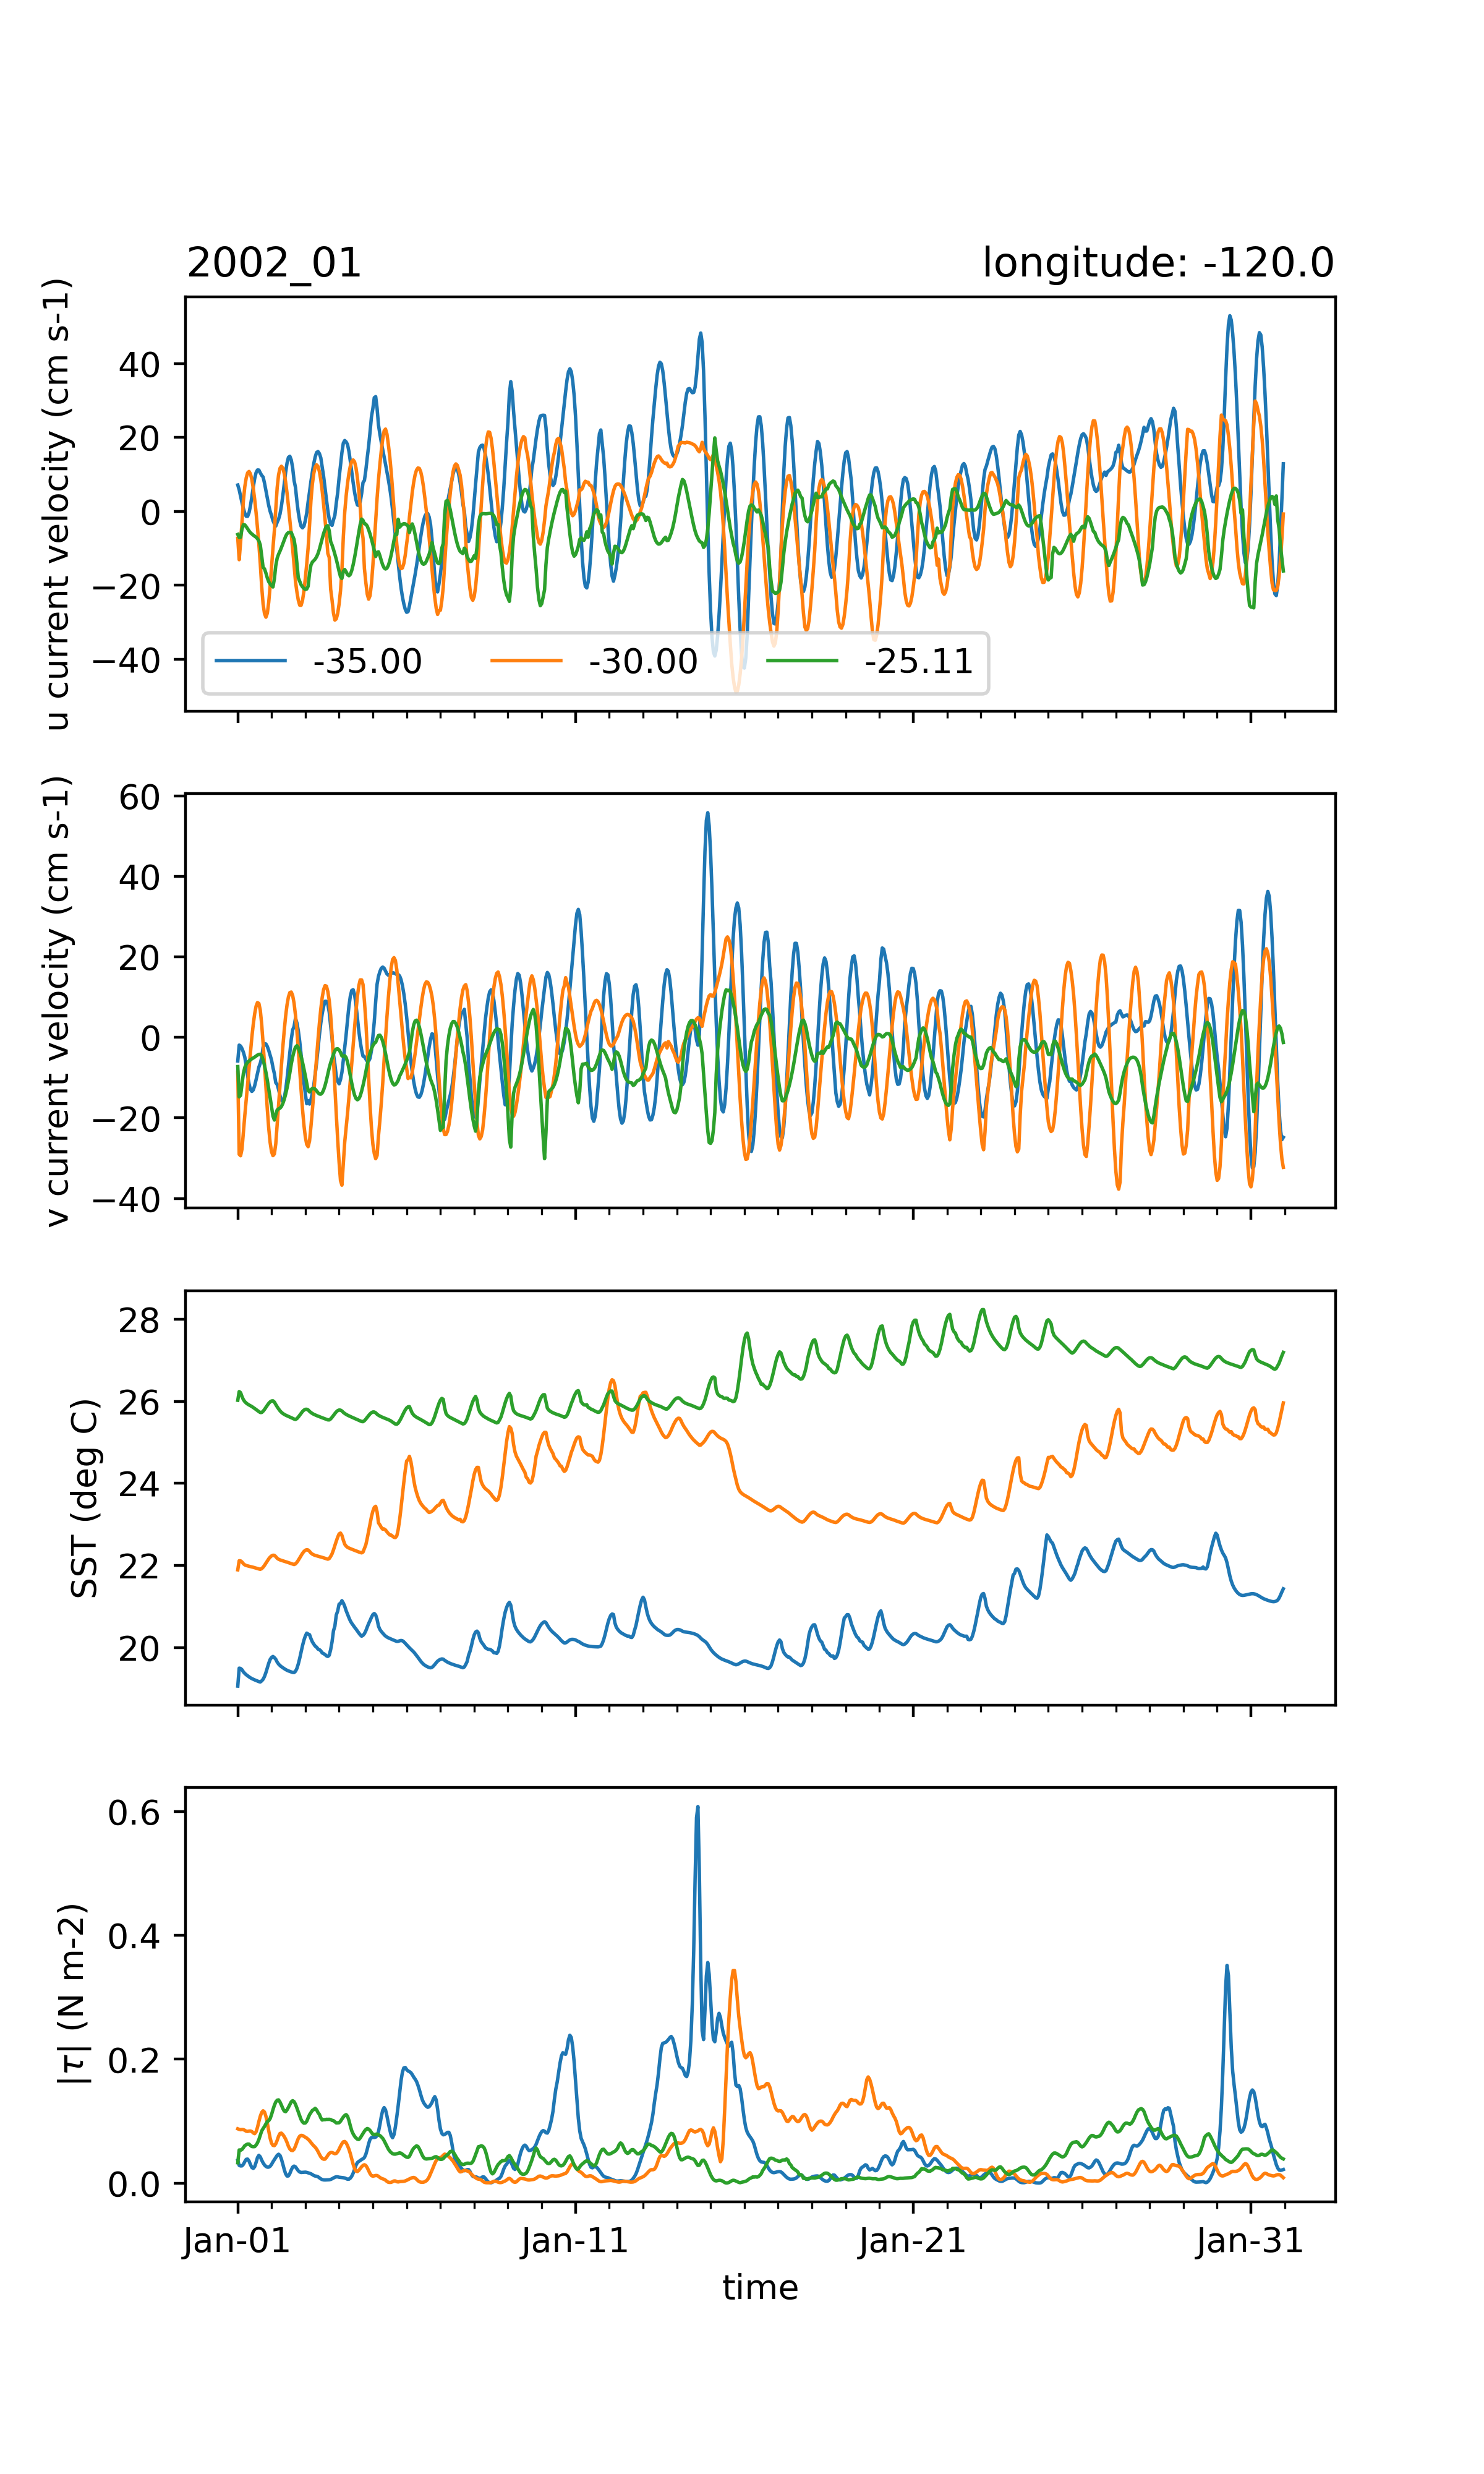 2002_01
longitude: -120.0
u current velocity (cm s-1)
40
20
0
−20
−40
-35.00
-30.00
-25.11
v current velocity (cm s-1)
60
40
20
0
−20
−40
SST (deg C)
28
26
24
22
20
|τ| (N m-2)
0.6
0.4
0.2
0.0
Jan-01
Jan-11
Jan-21
Jan-31
time